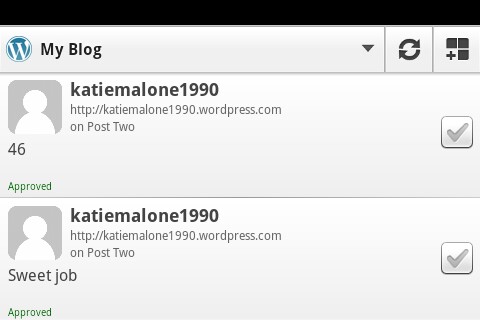 My Blog
katiemalone1990
http://katiemalone1990.wordpress.com
on Post Two
46
Approved
katiemalone1990
http://katiemalone1990.wordpress.com
on Post Two
Sweet job
Approved